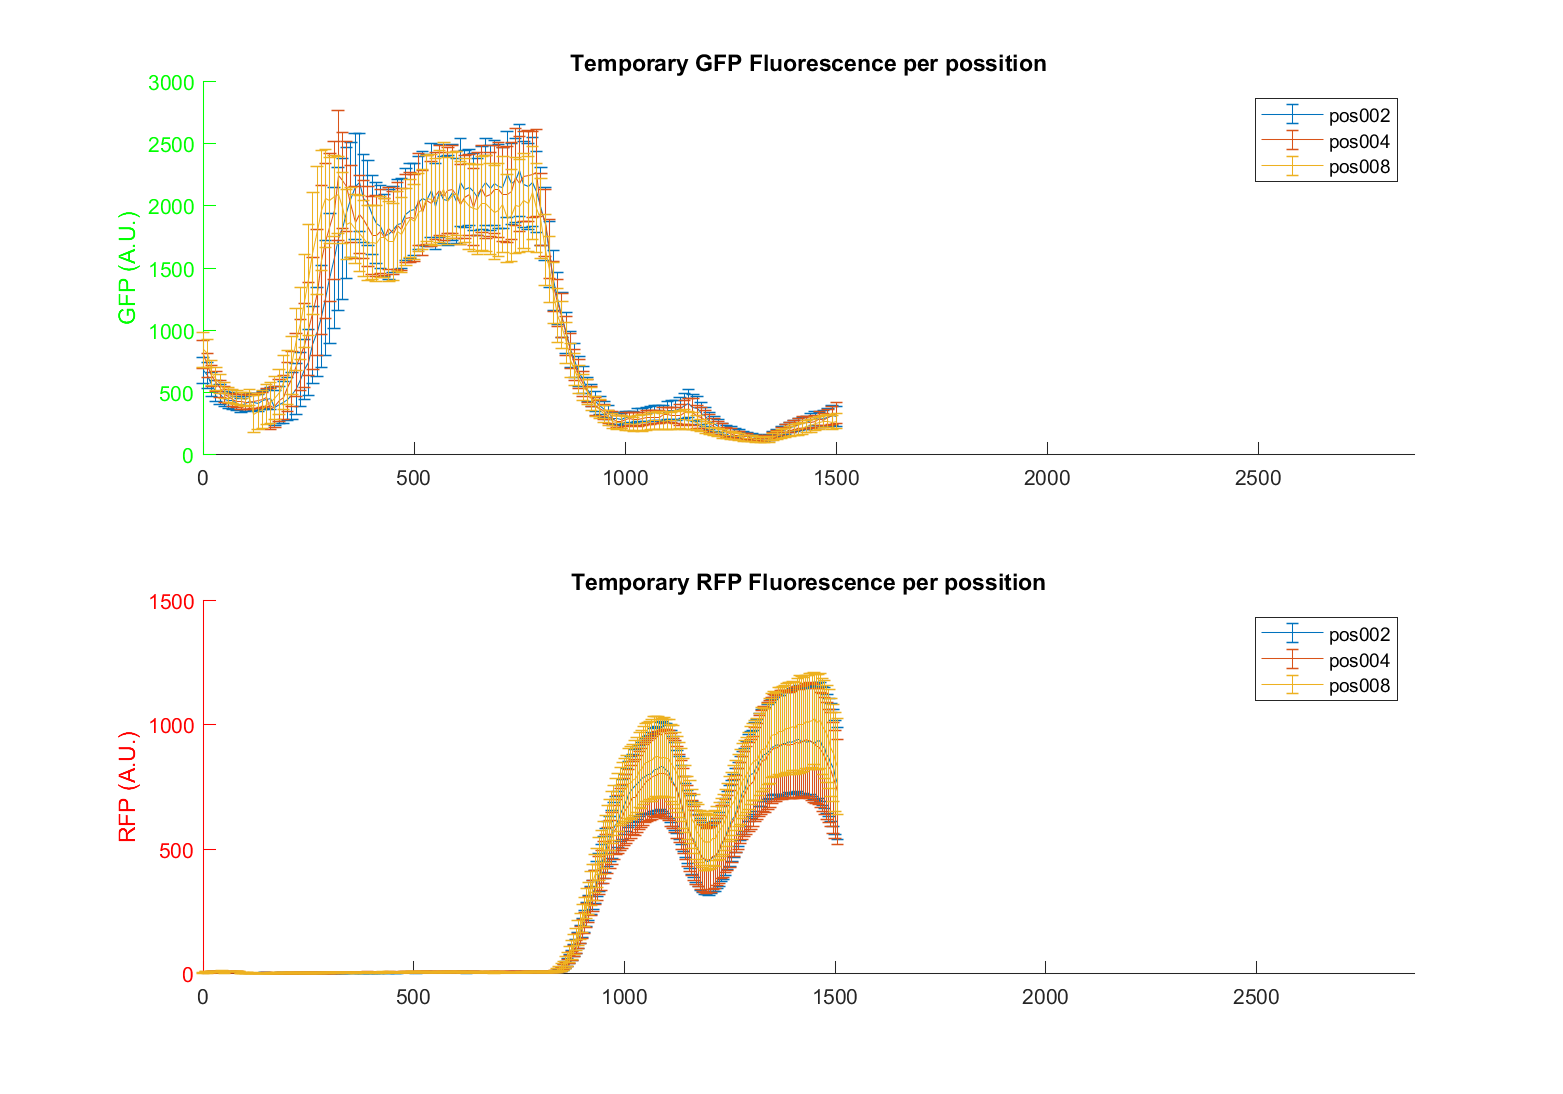 Temporary GFP Fluorescence per possition
3000
2500
2000
1500
1000
500
0
GFP (A.U.)
0 500 1000 1500 2000 2500
pos002
pos004
pos008
Temporary RFP Fluorescence per possition
1500
1000
500
0
RFP (A.U.)
0 500 1000 1500 2000 2500
pos002
pos004
pos008